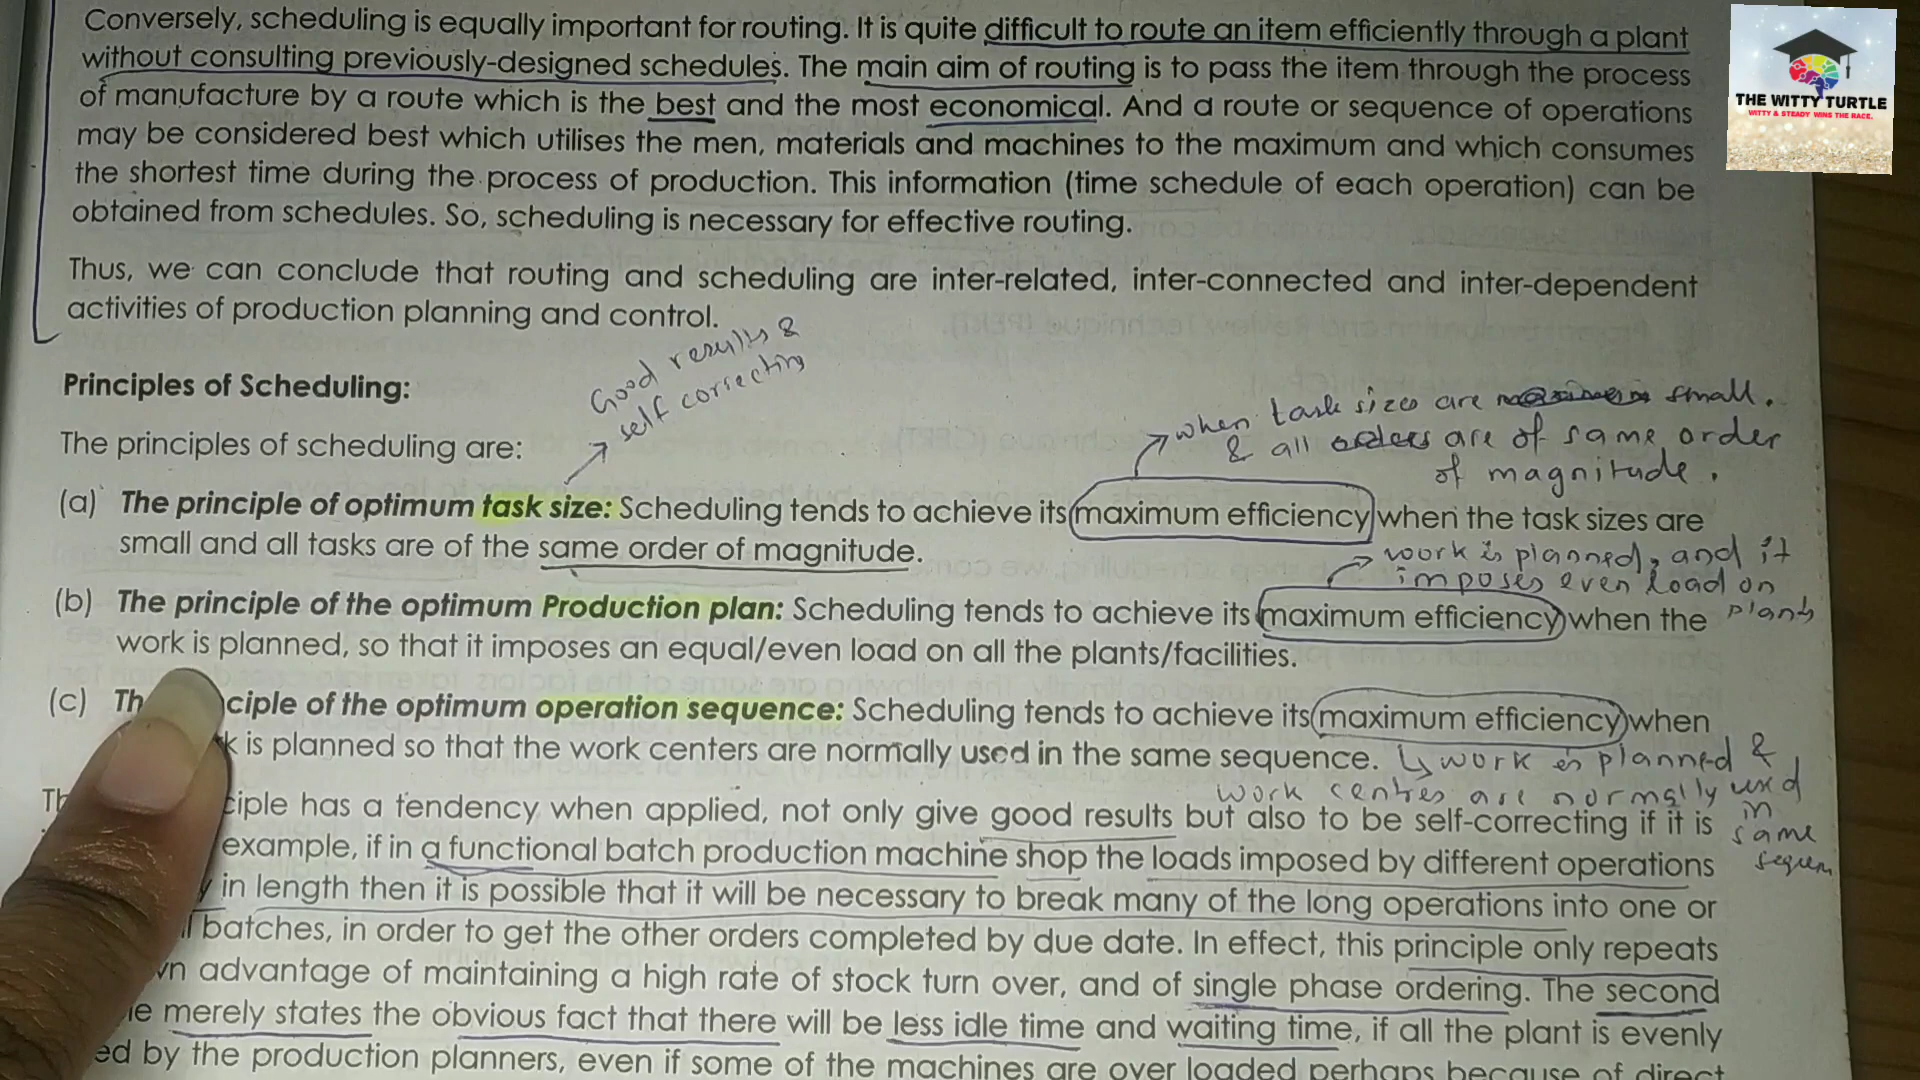 Conversely, scheduling is equally important for routing. It is quite difficult to route an item efficiently through a plant
without consulting previously-designed schedules. The main aim of routing is to pass the item through the process
of manufacture by a route which is the best and the most economical. And a route or sequence of operations
may be considered best which utilises the men, materials and machines to the maximum and which consumes
the shortest time during the process of production. This information (time schedule of each operation) can be
obtained from schedules. So, scheduling is necessary for effective routing.
Thus, we can conclude that routing and scheduling are inter-related, inter-connected and inter-dependent
activities of production planning and control.
THE WITTY TURTLE
WITTY & STEADY WINS THE RACE.
Good results &
self correcting
Principles of Scheduling:
The principles of scheduling are:
when task sizes are small.
& all orders are of same order
of magnitude.
(a) The principle of optimum task size: Scheduling tends to achieve its maximum efficiency when the task sizes are
small and all tasks are of the same order of magnitude.
work is planned, and it
imposes even load on
plants
(b) The principle of the optimum Production plan: Scheduling tends to achieve its maximum efficiency when the
work is planned, so that it imposes an equal/even load on all the plants/facilities.
(c) Th ciple of the optimum operation sequence: Scheduling tends to achieve its maximum efficiency when
k is planned so that the work centers are normally used in the same sequence.
work is planned &
work centres are normally used
in
same
sequen
ciple has a tendency when applied, not only give good results but also to be self-correcting if it is
example, if in a functional batch production machine shop the loads imposed by different operations
y in length then it is possible that it will be necessary to break many of the long operations into one or
batches, in order to get the other orders completed by due date. In effect, this principle only repeats
wn advantage of maintaining a high rate of stock turn over, and of single phase ordering. The second
le merely states the obvious fact that there will be less idle time and waiting time, if all the plant is evenly
ed by the production planners, even if some of the machines are over loaded perhaps because of direct